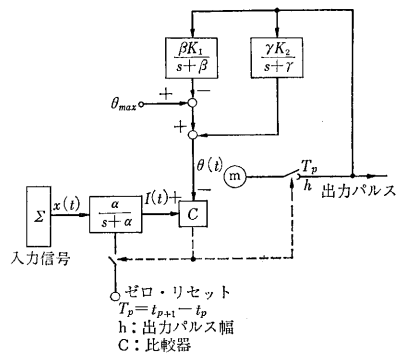 βK₁
s+β
γK₂
s+γ
−
+
θmax
+
θ(t)
m
Tp
h
出力パルス
−
Σ
x(t)
α
s+α
I(t)+
C
入力信号
ゼロ・リセット
Tp=tp+1−tp
h:出力パルス幅
C:比較器